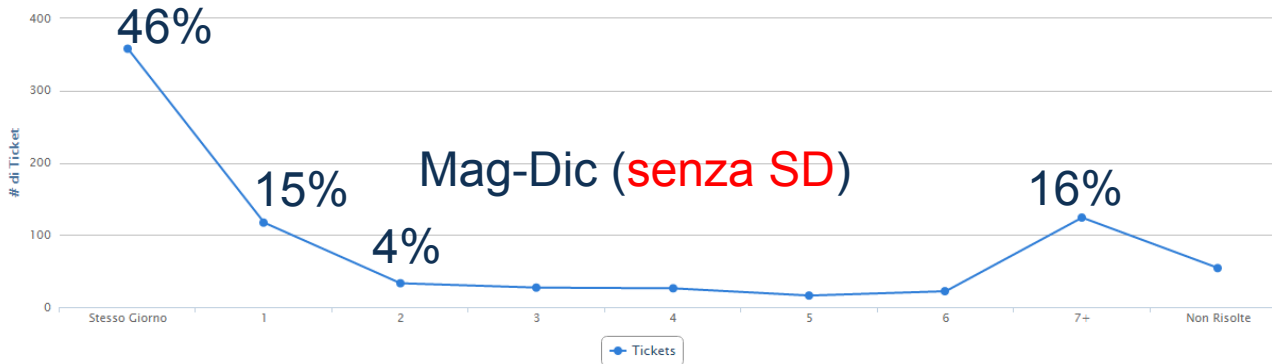 400
46%
300
# di Ticket
200
Mag-Dic (senza SD)
15%
16%
100
4%
0
Stesso Giorno 1 2 3 4 5 6 7+ Non Risolte
Tickets